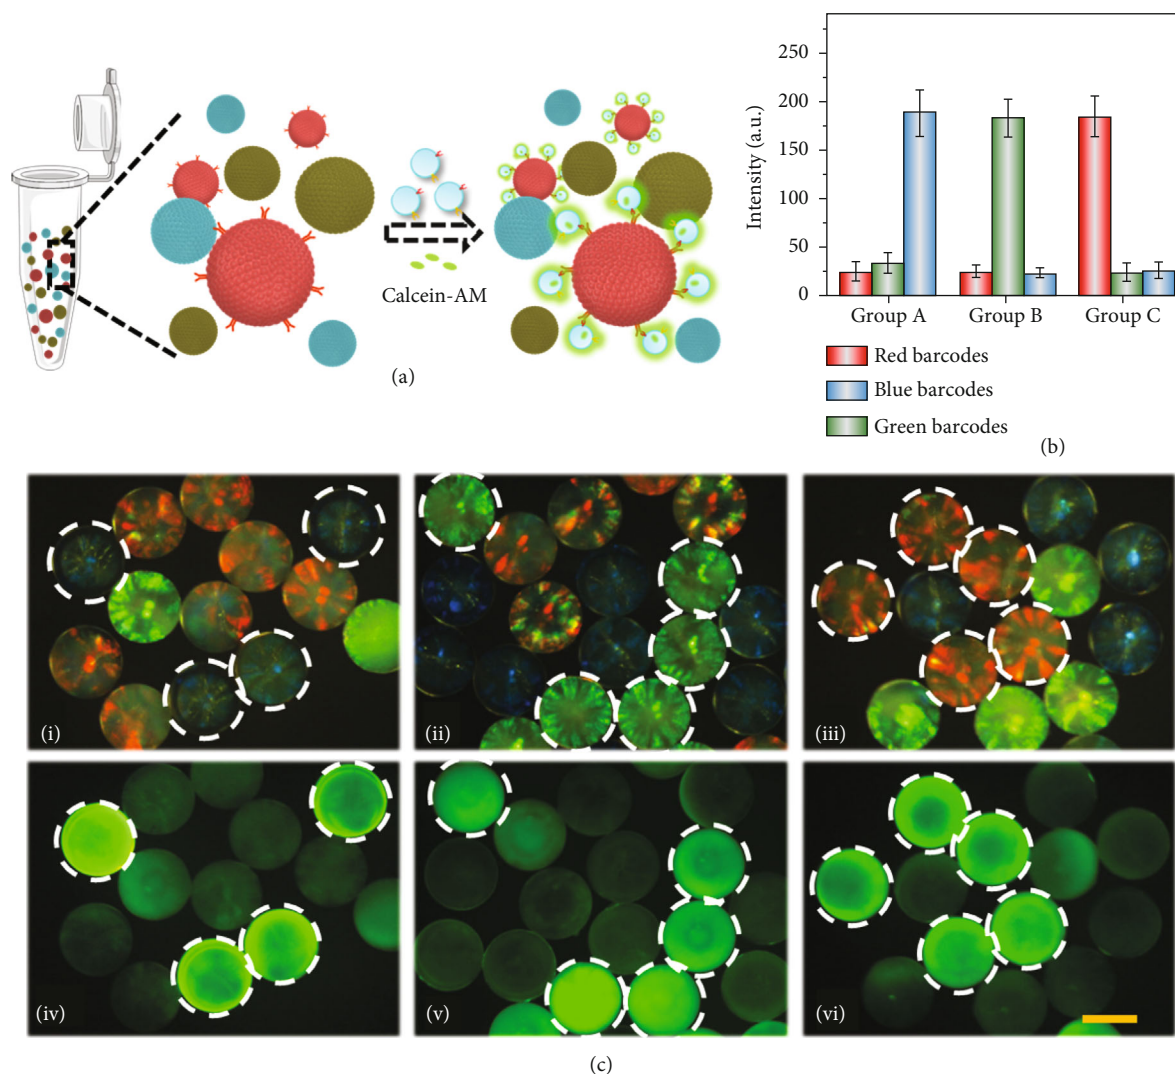 Calcein-AM
(a)
Intensity (a.u.)
250
200
150
100
50
0
Group A
Group B
Group C
Red barcodes
Blue barcodes
Green barcodes
(b)
(i)
(ii)
(iii)
(iv)
(v)
(vi)
(c)